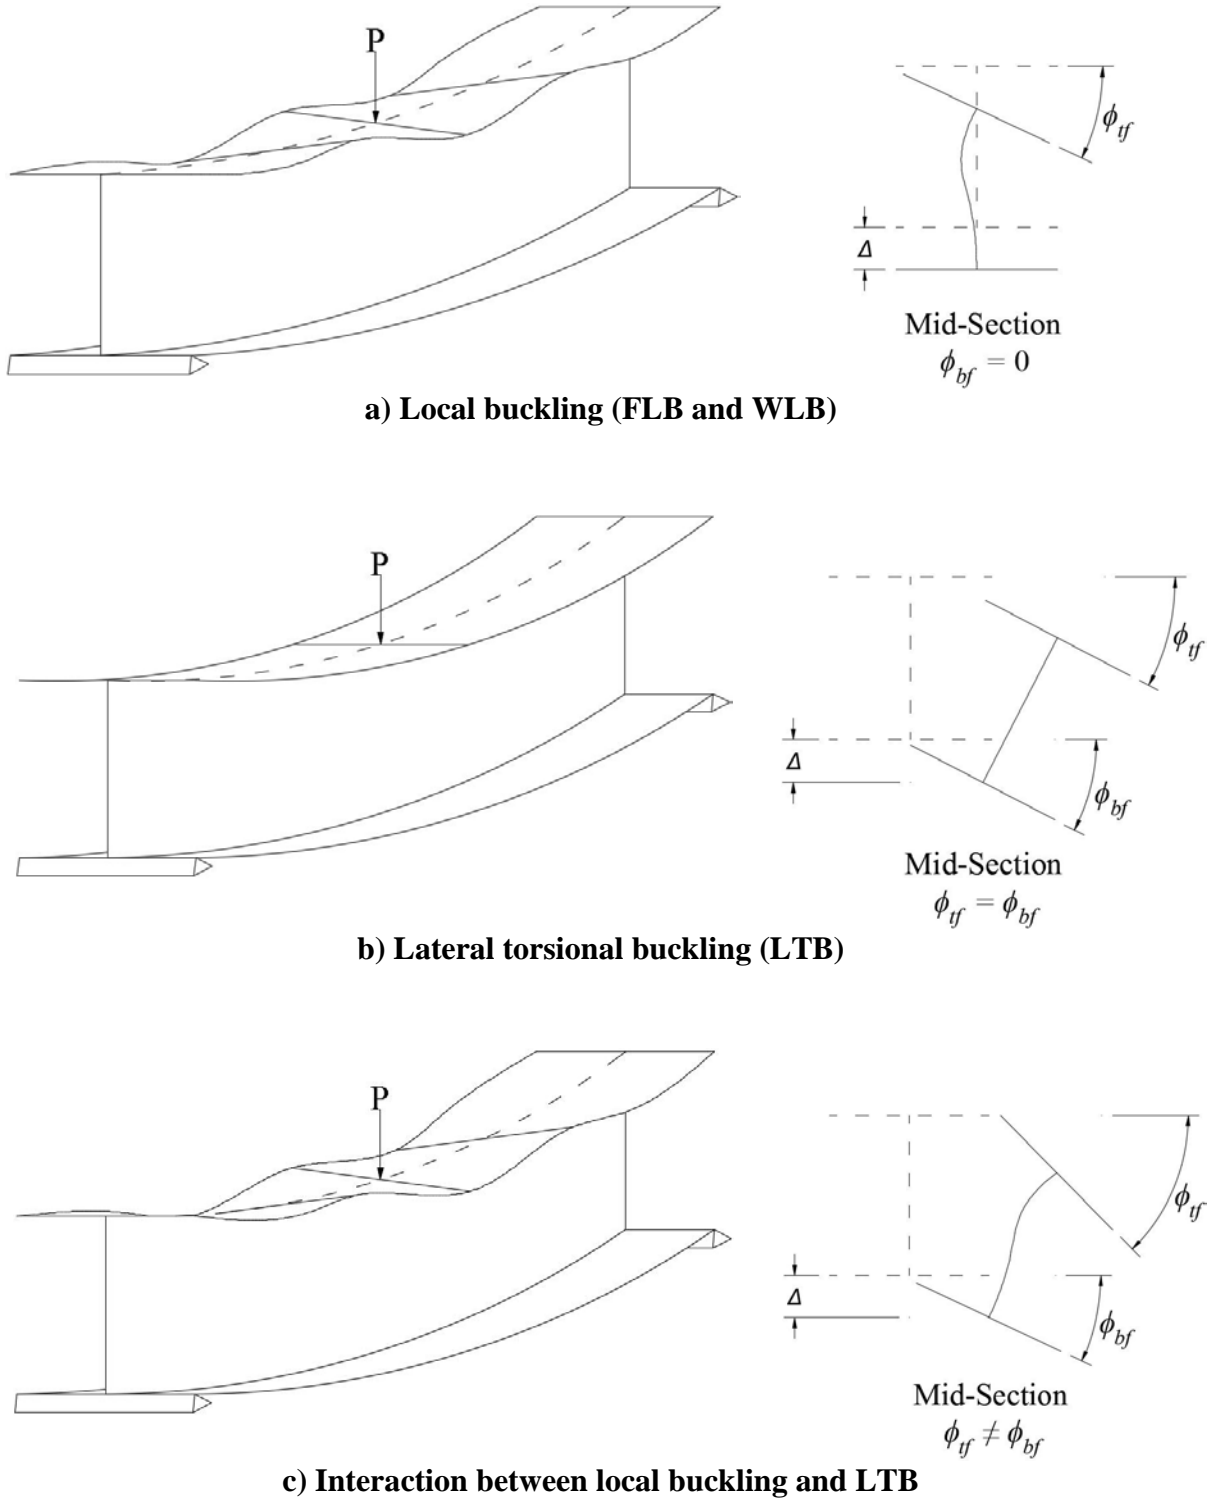 P
ϕtf
Δ
Mid-Section
ϕbf = 0
a) Local buckling (FLB and WLB)
P
ϕtf
Δ
ϕbf
Mid-Section
ϕtf = ϕbf
b) Lateral torsional buckling (LTB)
P
ϕtf
Δ
ϕbf
Mid-Section
ϕtf ≠ ϕbf
c) Interaction between local buckling and LTB